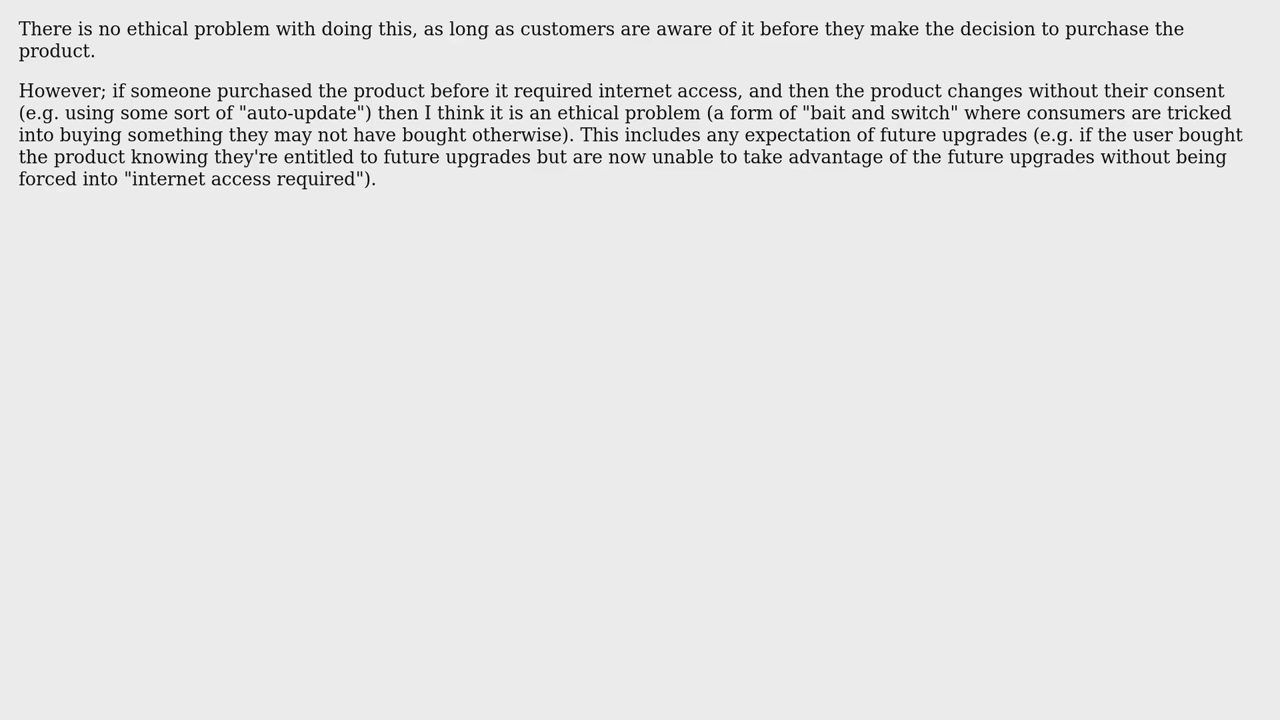 There is no ethical problem with doing this, as long as customers are aware of it before they make the decision to purchase the
product.
However; if someone purchased the product before it required internet access, and then the product changes without their consent
(e.g. using some sort of "auto-update") then I think it is an ethical problem (a form of "bait and switch" where consumers are tricked
into buying something they may not have bought otherwise). This includes any expectation of future upgrades (e.g. if the user bought
the product knowing they're entitled to future upgrades but are now unable to take advantage of the future upgrades without being
forced into "internet access required").